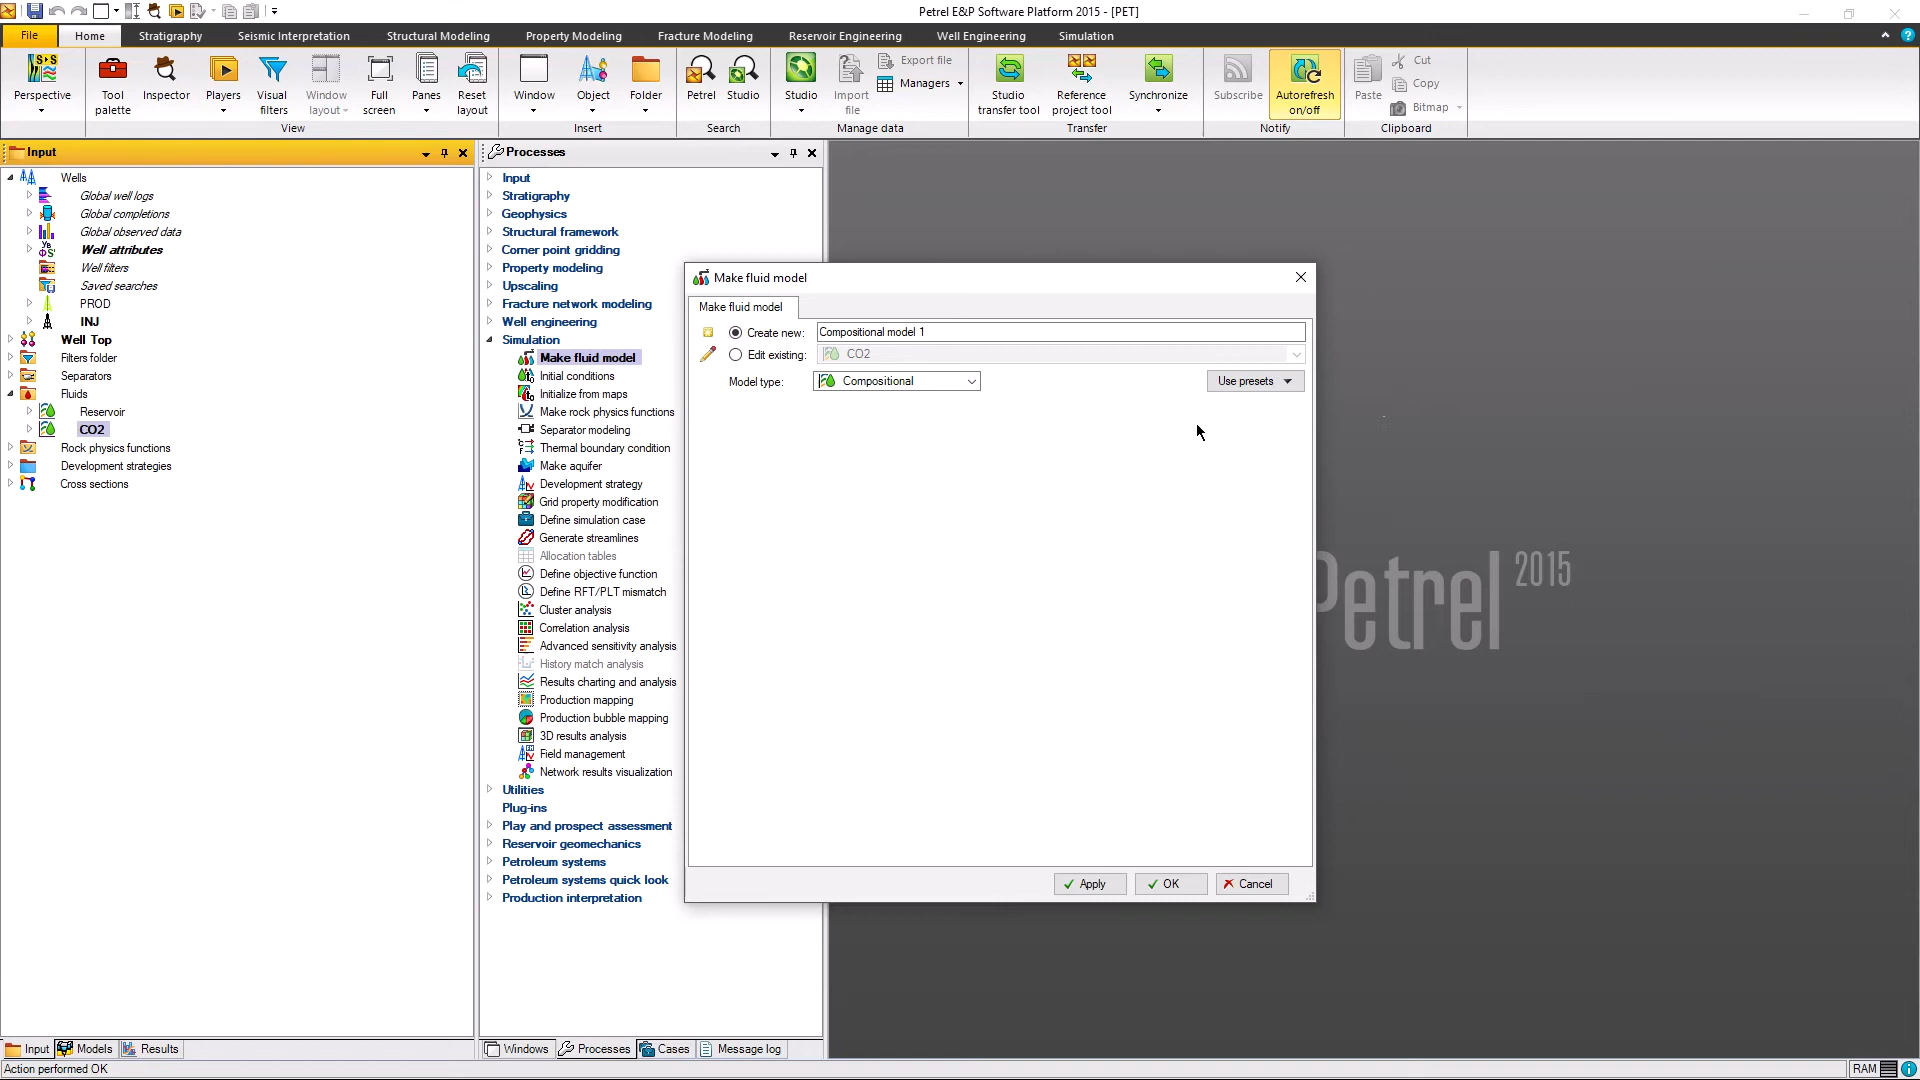 Petrel E&P Software Platform 2015 - [PET]
File
Home
Stratigraphy
Seismic Interpretation
Structural Modeling
Property Modeling
Fracture Modeling
Reservoir Engineering
Well Engineering
Simulation
Perspective
Tool palette
Inspector
Players
Visual filters
Window layout
Full screen
Panes
Reset layout
View
Window
Object
Folder
Insert
Petrel
Studio
Search
Studio
Import file
Export file
Managers
Manage data
Studio transfer tool
Reference project tool
Synchronize
Transfer
Subscribe
Autorefresh on/off
Notify
Paste
Cut
Copy
Bitmap
Clipboard
Input
Wells
Global well logs
Global completions
Global observed data
Well attributes
Well filters
Saved searches
PROD
INJ
Well Top
Filters folder
Separators
Fluids
Reservoir
CO2
Rock physics functions
Development strategies
Cross sections
Processes
Input
Stratigraphy
Geophysics
Structural framework
Corner point gridding
Property modeling
Upscaling
Fracture network modeling
Well engineering
Simulation
Make fluid model
Initial conditions
Initialize from maps
Make rock physics functions
Separator modeling
Thermal boundary condition
Make aquifer
Development strategy
Grid property modification
Define simulation case
Generate streamlines
Allocation tables
Define objective function
Define RFT/PLT mismatch
Cluster analysis
Correlation analysis
Advanced sensitivity analysis
History match analysis
Results charting and analysis
Production mapping
Production bubble mapping
3D results analysis
Field management
Network results visualization
Utilities
Plug-ins
Play and prospect assessment
Reservoir geomechanics
Petroleum systems
Petroleum systems quick look
Production interpretation
Make fluid model
Make fluid model
Create new: Compositional model 1
Edit existing: CO2
Model type: Compositional
Use presets
Apply
OK
Cancel
Petrel 2015
Input
Models
Results
Windows
Processes
Cases
Message log
Action performed OK
RAM